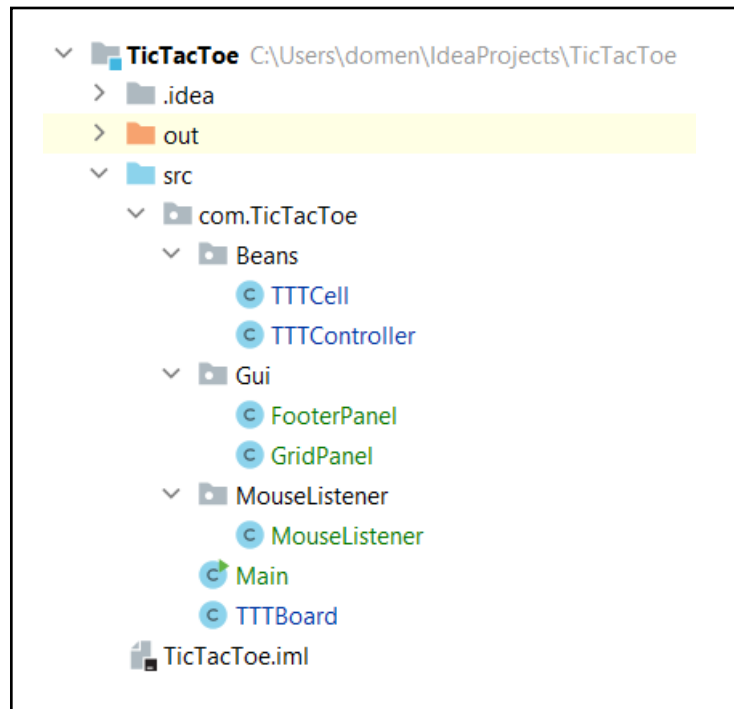 TicTacToe C:\Users\domen\IdeaProjects\TicTacToe
.idea
out
src
com.TicTacToe
Beans
C TTTCell
C TTTController
Gui
C FooterPanel
C GridPanel
MouseListener
C MouseListener
C Main
C TTTBoard
TicTacToe.iml